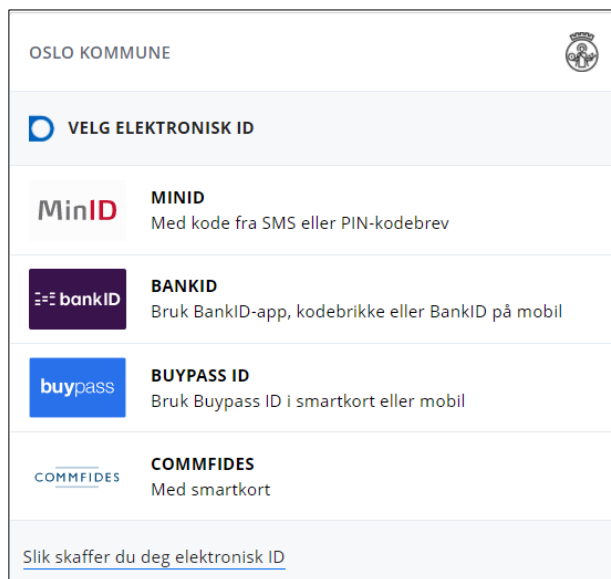 OSLO KOMMUNE
VELG ELEKTRONISK ID
MinID
MINID
Med kode fra SMS eller PIN-kodebrev
bankID
BANKID
Bruk BankID-app, kodebrikke eller BankID på mobil
buypass
BUYPASS ID
Bruk Buypass ID i smartkort eller mobil
COMMFIDES
COMMFIDES
Med smartkort
Slik skaffer du deg elektronisk ID